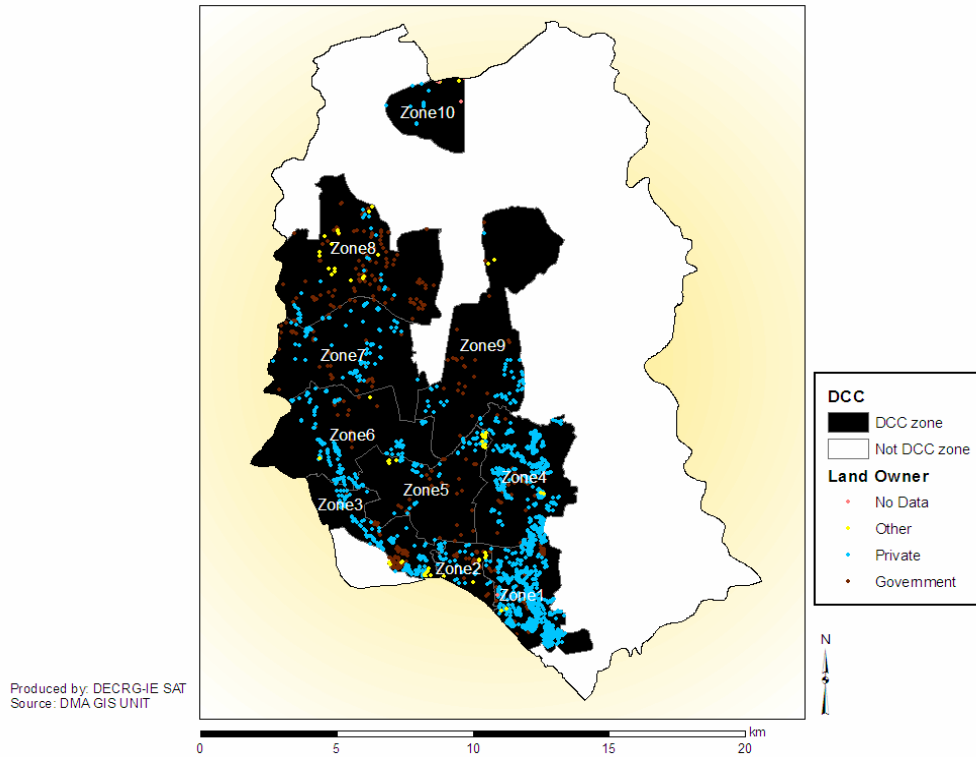 Zone10
Zone8
Zone9
Zone7
Zone6
Zone4
Zone5
Zone3
Zone2
Zone1
DCC
DCC zone
Not DCC zone
Land Owner
No Data
Other
Private
Government
N
Produced by: DECRG-IE SAT
Source: DMA GIS UNIT
km
0 5 10 15 20